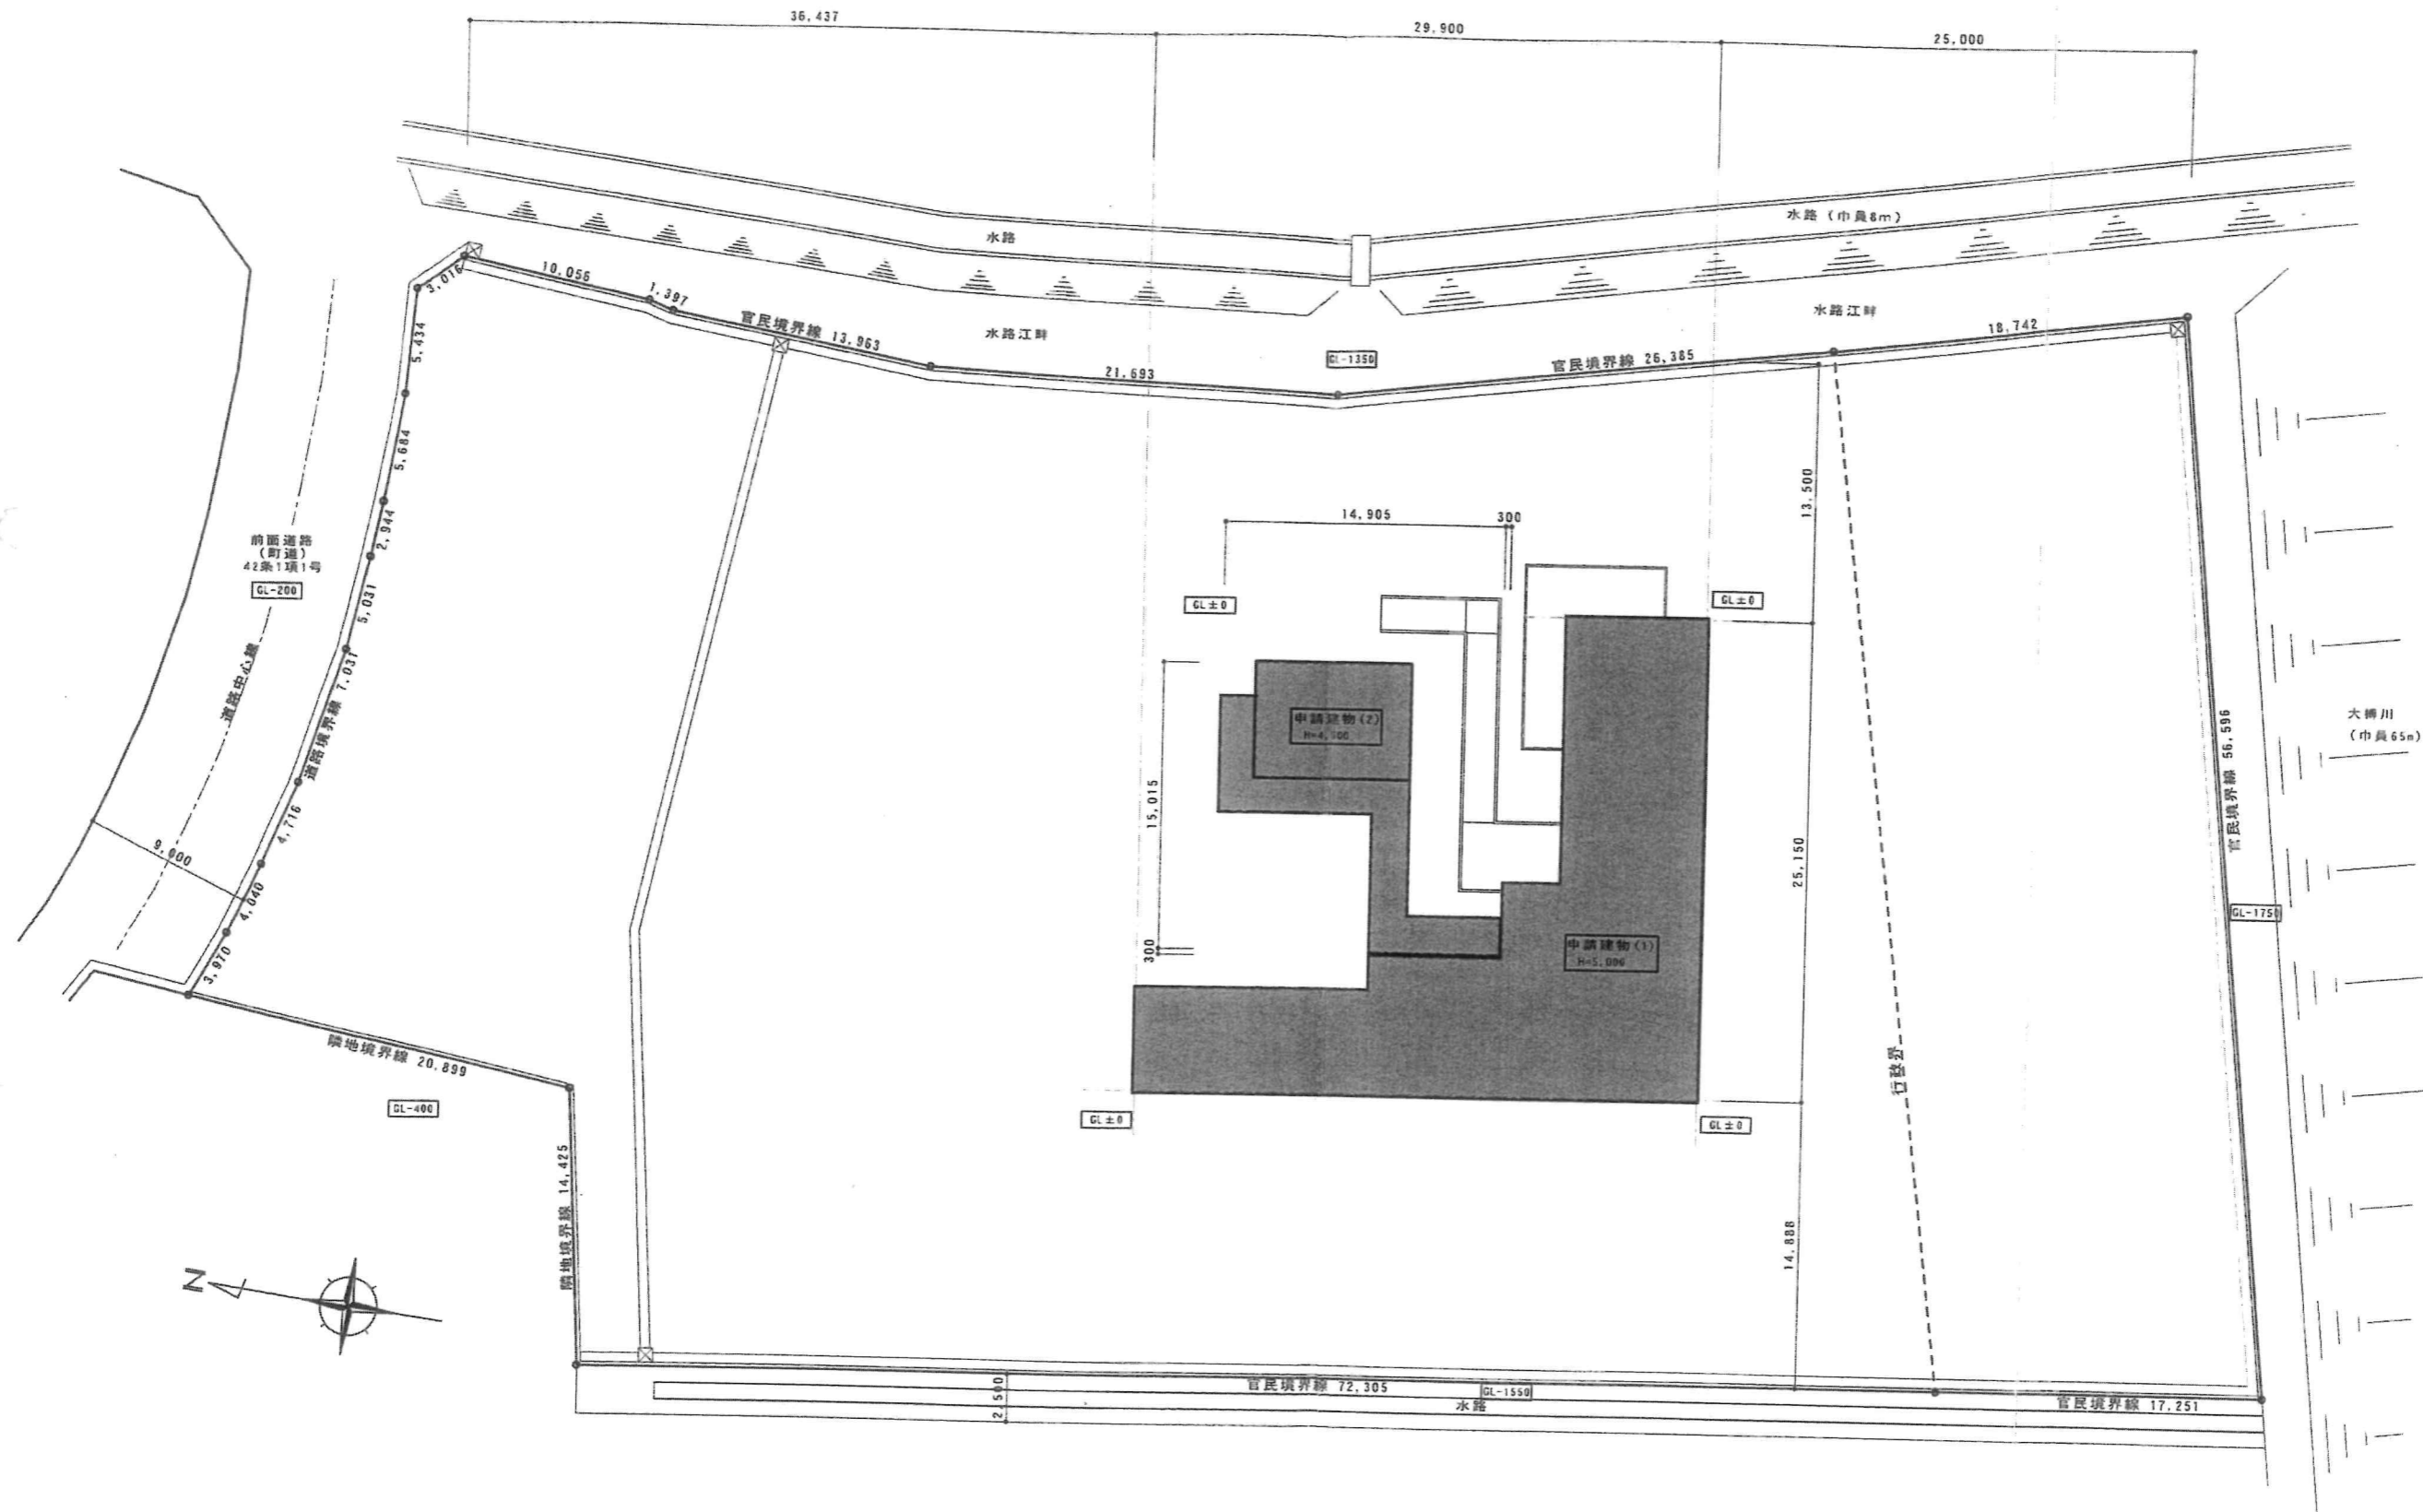 36,437
29,900
25,000
水路(巾員8m)
水路
3,016
10,056
1,397
官民境界線 13,963
水路江畔
水路江畔
21,693
GL-1350
官民境界線 26,385
18,742
5,434
5,684
2,944
5,031
道路境界線 7,031
4,716
4,040
3,970
前面道路
(町道)
42条1項1号
GL-200
道路中心線
9,000
13,500
14,905
300
GL±0
GL±0
申請建物(2)
15,015
300
25,150
申請建物(1)
H=5,000
官民境界線 56,596
(巾員65m)
GL-1750
行政界
隣地境界線 20,899
GL-400
GL±0
GL±0
隣地境界線 14,425
14,888
N
2,500
官民境界線 72,305
GL-1550
水路
官民境界線 17,251